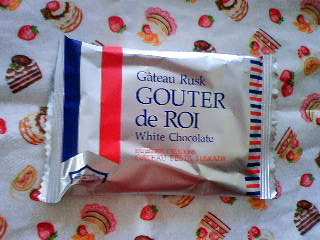 Gâteau Rusk
GOUTER
de ROI
White Chocolate
GATEAU FESTA HARADA